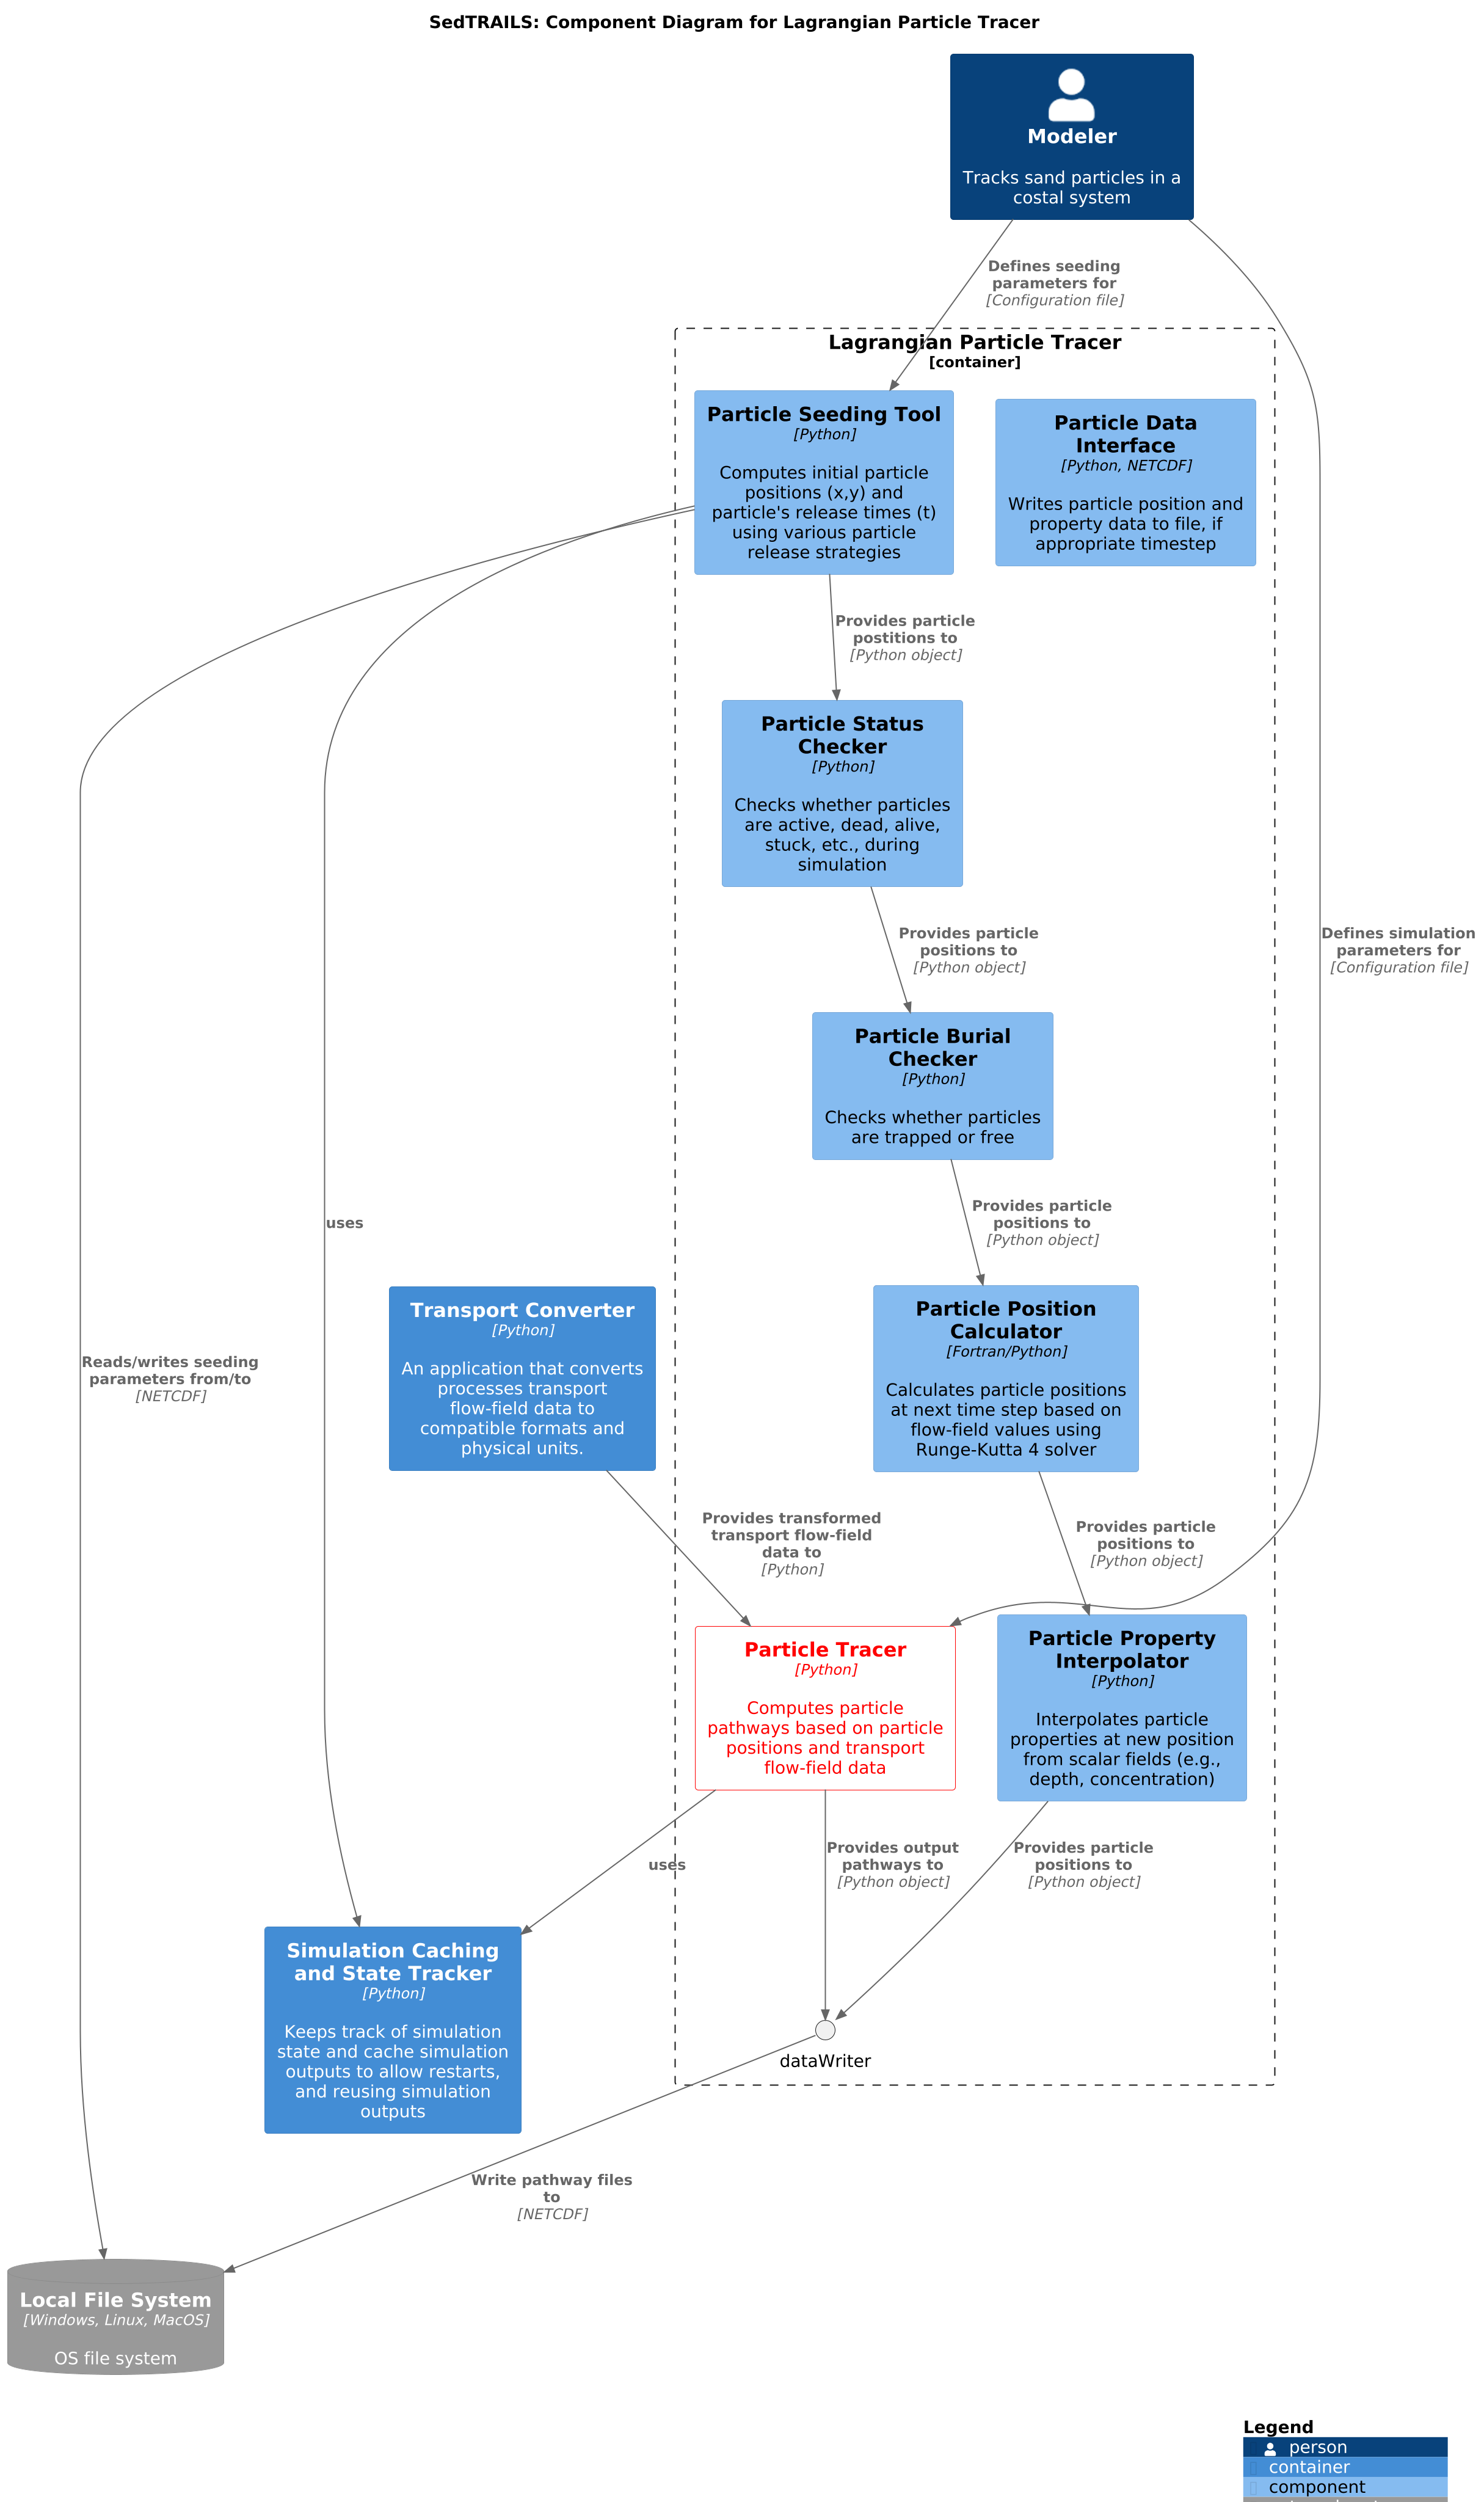 SedTRAILS: Component Diagram for Lagrangian Particle Tracer
Modeler
Tracks sand particles in a
costal system
Defines seeding
parameters for
[Configuration file]
Lagrangian Particle Tracer
[container]
Particle Seeding Tool
[Python]
Computes initial particle
positions (x,y) and
particle's release times (t)
using various particle
release strategies
Particle Data
Interface
[Python, NETCDF]
Writes particle position and
property data to file, if
appropriate timestep
Provides particle
postitions to
[Python object]
Particle Status
Checker
[Python]
Checks whether particles
are active, dead, alive,
stuck, etc., during
simulation
Provides particle
positions to
[Python object]
Defines simulation
parameters for
[Configuration file]
Particle Burial
Checker
[Python]
Checks whether particles
are trapped or free
Provides particle
positions to
[Python object]
uses
Reads/writes seeding
parameters from/to
[NETCDF]
Transport Converter
[Python]
An application that converts
processes transport
flow-field data to
compatible formats and
physical units.
Particle Position
Calculator
[Fortran/Python]
Calculates particle positions
at next time step based on
flow-field values using
Runge-Kutta 4 solver
Provides transformed
transport flow-field
data to
[Python]
Provides particle
positions to
[Python object]
Particle Tracer
[Python]
Computes particle
pathways based on particle
positions and transport
flow-field data
Particle Property
Interpolator
[Python]
Interpolates particle
properties at new position
from scalar fields (e.g.,
depth, concentration)
uses
Provides output
pathways to
[Python object]
Provides particle
positions to
[Python object]
Simulation Caching
and State Tracker
[Python]
Keeps track of simulation
state and cache simulation
outputs to allow restarts,
and reusing simulation
outputs
dataWriter
Write pathway files
to
[NETCDF]
Local File System
[Windows, Linux, MacOS]
OS file system
Legend
person
container
component